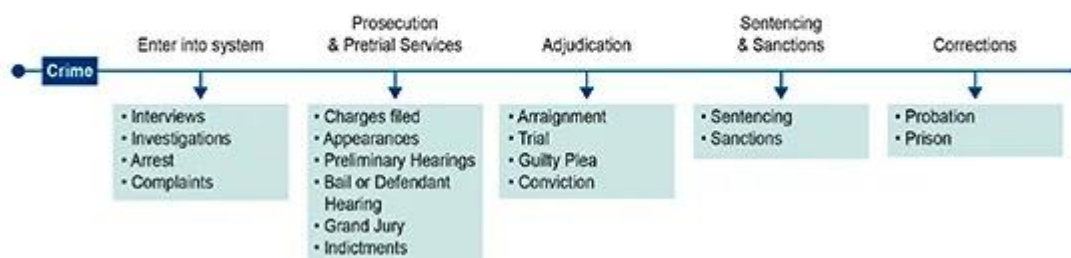 Enter into system
Prosecution
& Pretrial Services
Adjudication
Sentencing
& Sanctions
Corrections
Crime
• Interviews
• Investigations
• Arrest
• Complaints
• Charges filed
• Appearances
• Preliminary Hearings
• Bail or Defendant
Hearing
• Grand Jury
• Indictments
• Arraignment
• Trial
• Guilty Plea
• Conviction
• Sentencing
• Sanctions
• Probation
• Prison